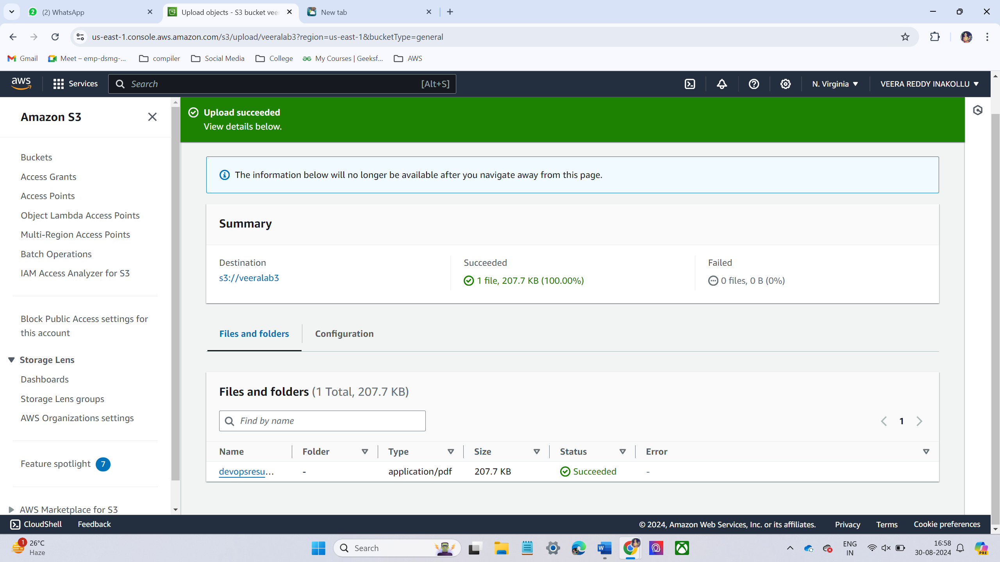 2
(2) WhatsApp
Upload objects - S3 bucket veer
New tab
us-east-1.console.aws.amazon.com/s3/upload/veeralab3?region=us-east-1&bucketType=general
Gmail
Meet – emp-dsmg-...
compiler
Social Media
College
My Courses | Geeksf...
AWS
aws
Services
Search
[Alt+S]
N. Virginia
VEERA REDDY INAKOLLU
Amazon S3
Buckets
Access Grants
Access Points
Object Lambda Access Points
Multi-Region Access Points
Batch Operations
IAM Access Analyzer for S3
Block Public Access settings for
this account
Storage Lens
Dashboards
Storage Lens groups
AWS Organizations settings
Feature spotlight 7
AWS Marketplace for S3
Upload succeeded
View details below.
The information below will no longer be available after you navigate away from this page.
Summary
Destination
s3://veeralab3
Succeeded
1 file, 207.7 KB (100.00%)
Failed
0 files, 0 B (0%)
Files and folders
Configuration
Files and folders (1 Total, 207.7 KB)
Find by name
1
Name Folder Type Size Status Error
devopsresu... - application/pdf 207.7 KB Succeeded -
CloudShell
Feedback
© 2024, Amazon Web Services, Inc. or its affiliates.
Privacy
Terms
Cookie preferences
1
26°C
Haze
Search
W
ENG
IN
16:58
30-08-2024
PRE